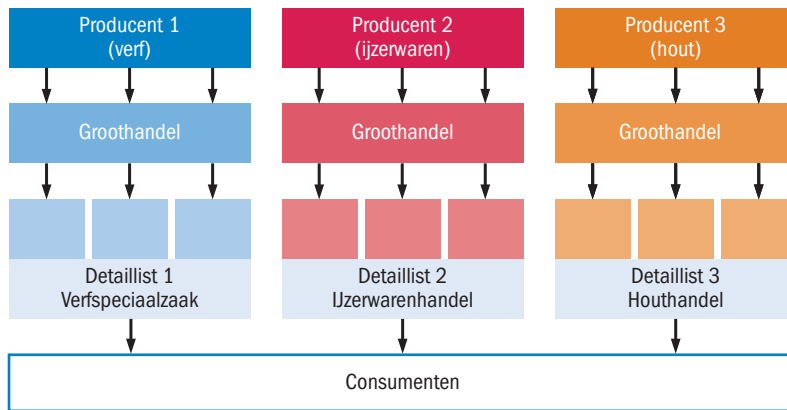 Producent 1
(verf)
Producent 2
(ijzerwaren)
Producent 3
(hout)
Groothandel
Groothandel
Groothandel
Detaillist 1
Verfspeciaalzaak
Detaillist 2
IJzerwarenhandel
Detaillist 3
Houthandel
Consumenten